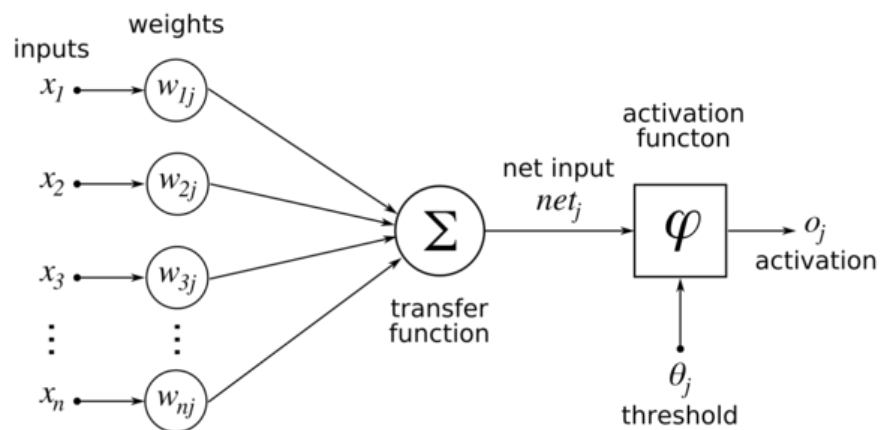 inputs
weights
x₁
w₁ⱼ
x₂
w₂ⱼ
x₃
w₃ⱼ
⋮
⋮
xₙ
wₙⱼ
Σ
transfer
function
net input
netⱼ
activation
functon
φ
oⱼ
activation
θⱼ
threshold